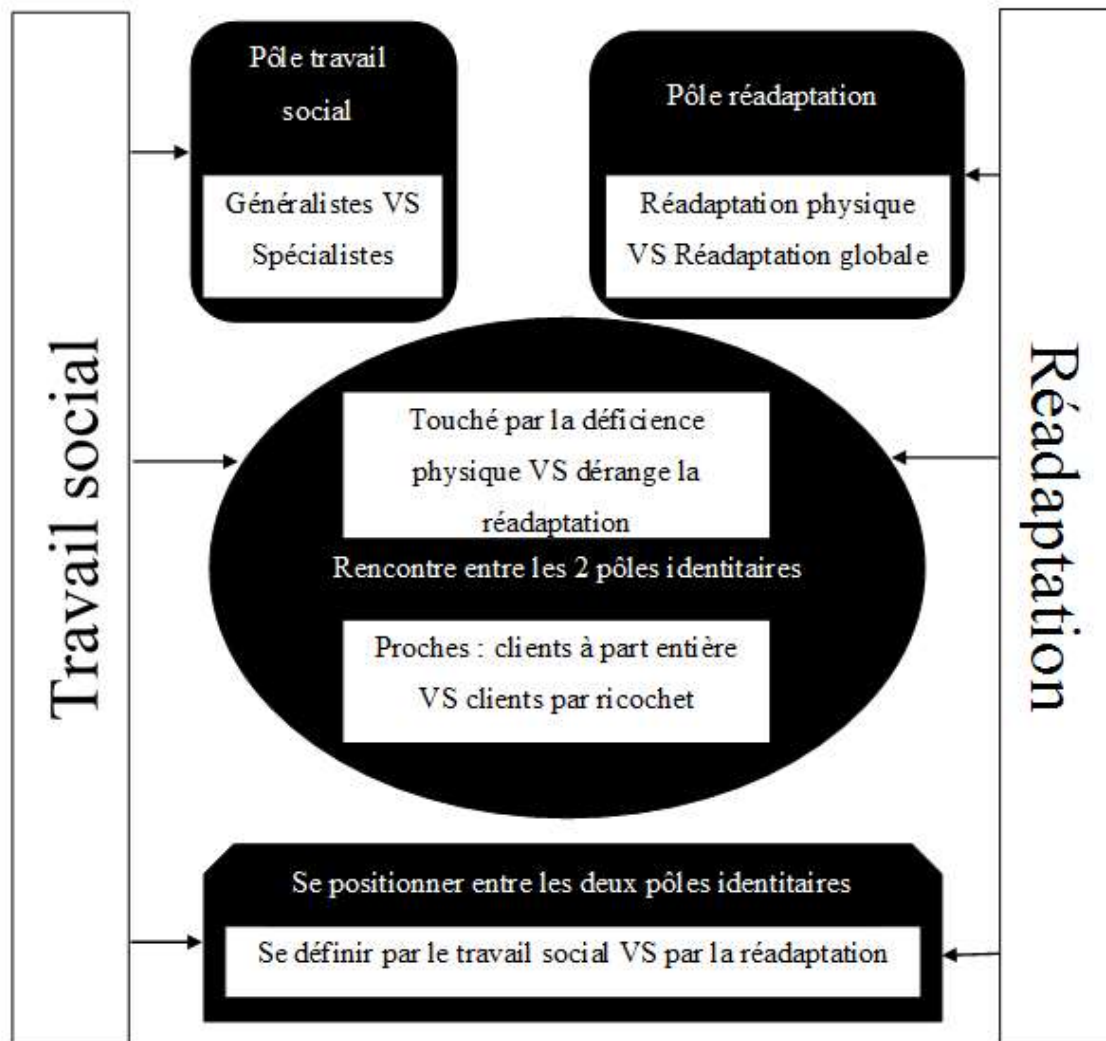 Travail social
Pôle travail
social
Généralistes VS
Spécialistes
Pôle réadaptation
Réadaptation physique
VS Réadaptation globale
Touché par la déficience
physique VS dérange la
réadaptation
Rencontre entre les 2 pôles identitaires
Proches : clients à part entière
VS clients par ricochet
Se positionner entre les deux pôles identitaires
Se définir par le travail social VS par la réadaptation
Réadaptation